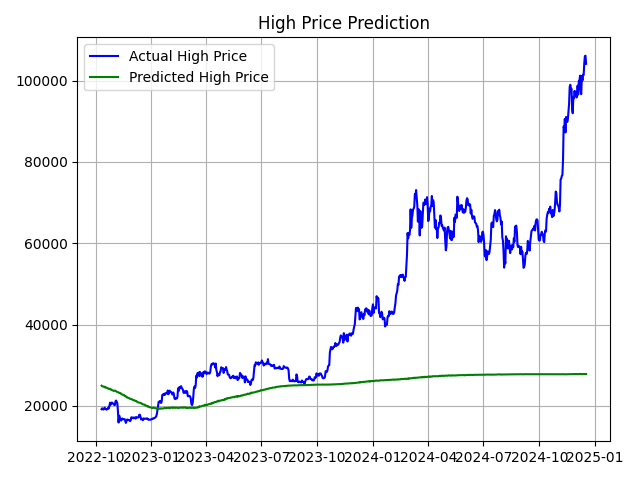 High Price Prediction
Actual High Price
Predicted High Price
100000
80000
60000
40000
20000
2022-10 2023-01 2023-04 2023-07 2023-10 2024-01 2024-04 2024-07 2024-10 2025-01